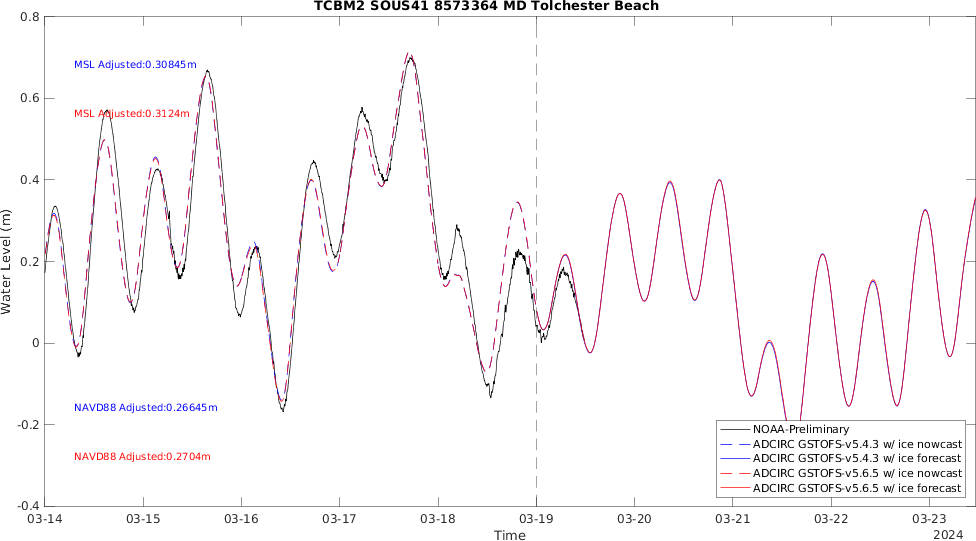 TCBM2 SOUS41 8573364 MD Tolchester Beach
Water Level (m)
0.8
0.6
0.4
0.2
0
-0.2
-0.4
MSL Adjusted:0.30845m
MSL Adjusted:0.3124m
NAVD88 Adjusted:0.26645m
NAVD88 Adjusted:0.2704m
NOAA-Preliminary
ADCIRC GSTOFS-v5.4.3 w/ ice nowcast
ADCIRC GSTOFS-v5.4.3 w/ ice forecast
ADCIRC GSTOFS-v5.6.5 w/ ice nowcast
ADCIRC GSTOFS-v5.6.5 w/ ice forecast
03-14 03-15 03-16 03-17 03-18 03-19 03-20 03-21 03-22 03-23
Time
2024